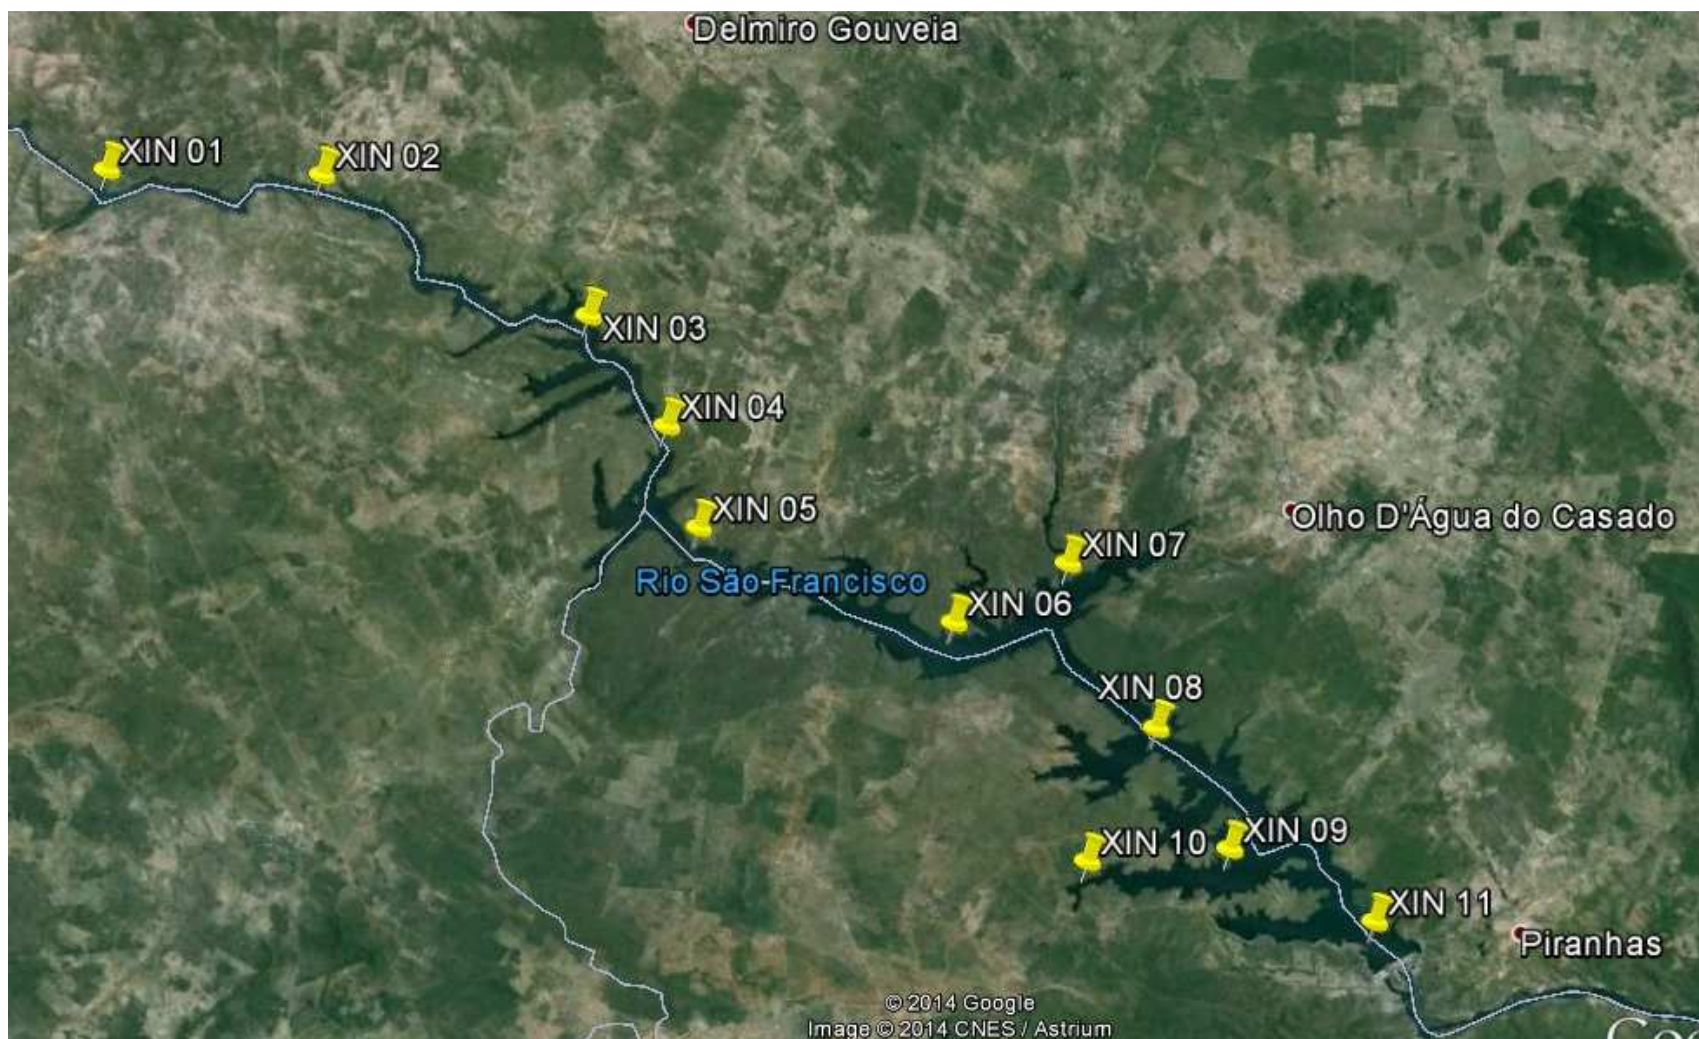 Delmiro Gouveia
XIN 01
XIN 02
XIN 03
XIN 04
XIN 05
Olho D'Água do Casado
XIN 07
Rio São Francisco
XIN 06
XIN 08
XIN 09
XIN 10
XIN 11
Piranhas
© 2014 Google
Image © 2014 CNES / Astrium